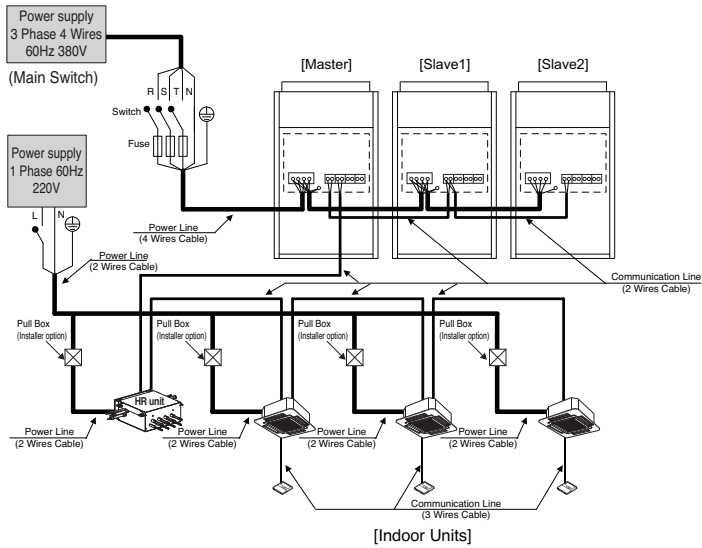 Power supply
3 Phase 4 Wires
60Hz 380V
(Main Switch)
R S T N
Switch
Fuse
[Master]
[Slave1]
[Slave2]
Power supply
1 Phase 60Hz
220V
L N
Power Line
(4 Wires Cable)
Power Line
(2 Wires Cable)
Communication Line
(2 Wires Cable)
Pull Box
(Installer option)
Pull Box
(Installer option)
Pull Box
(Installer option)
Pull Box
(Installer option)
HR unit
Power Line
(2 Wires Cable)
Power Line
(2 Wires Cable)
Power Line
(2 Wires Cable)
Power Line
(2 Wires Cable)
Communication Line
(3 Wires Cable)
[Indoor Units]